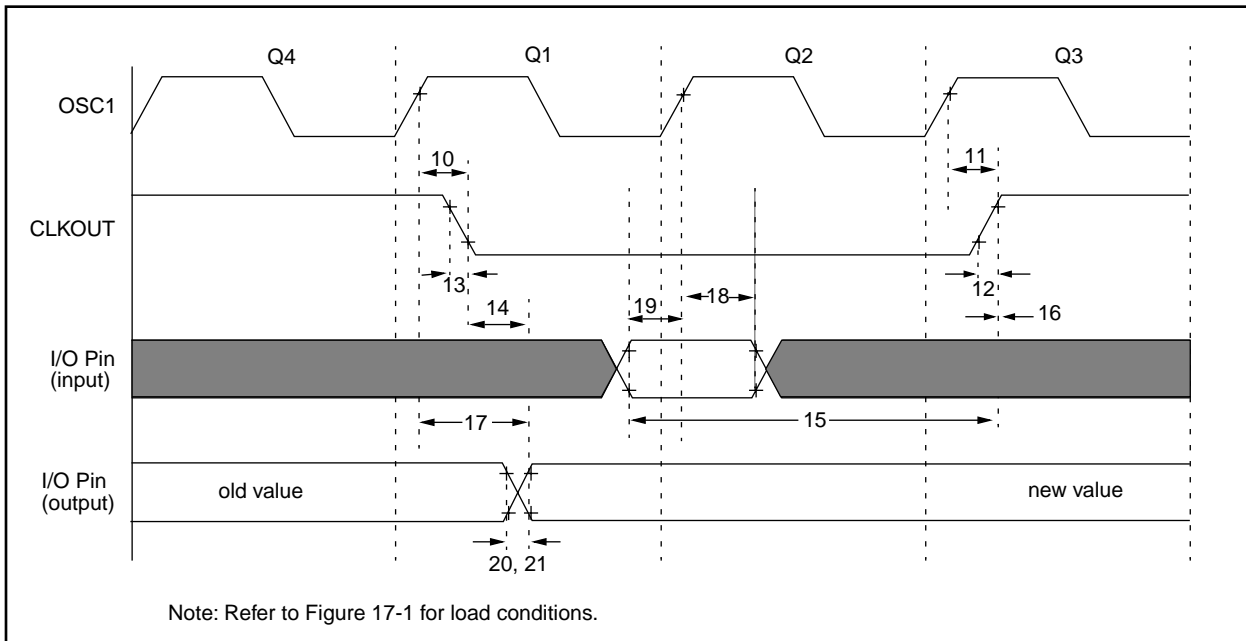 Q4 Q1 Q2 Q3
OSC1
10 11
CLKOUT
13 12
19 18
14 16
I/O Pin
(input)
17 15
I/O Pin
(output)
old value new value
20, 21
Note: Refer to Figure 17-1 for load conditions.